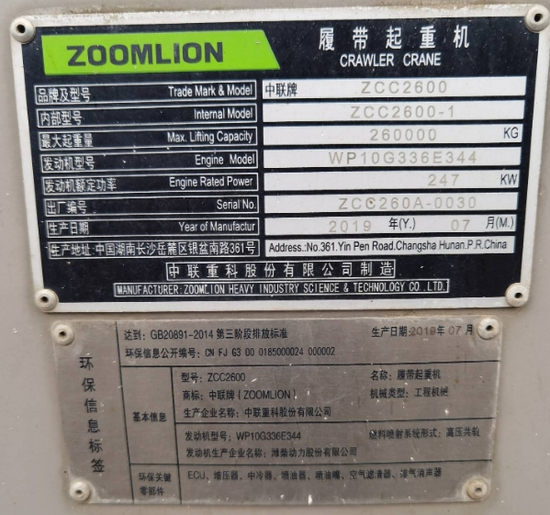 ZOOMLION 履带起重机
CRAWLER CRANE
品牌及型号 Trade Mark & Model 中联牌 ZCC2600
内部型号 Internal Model ZCC2600-1
最大起重量 Max. Lifting Capacity 260000 KG
发动机型号 Engine Model WP10G336E344
发动机额定功率 Engine Rated Power 247 KW
出厂编号 Serial No. ZCC260A-0030
生产日期 Year of Manufactur 2019 年(Y.) 07 月(M.)
生产地址:中国湖南长沙岳麓区银盆南路361号 Address.:No.361.Yin Pen Road.Changsha Hunan.P.R.China
中联重科股份有限公司制造
MANUFACTURER: ZOOMLION HEAVY INDUSTRY SCIENCE & TECHNOLOGY CO.,LTD.
环保信息标签
达到: GB20891-2014 第三阶段排放标准 生产日期:2019年07月
环保信息公开编号: CN FJ G3 00 0185000024 000002
基本信息
型号: ZCC2600 名称: 履带起重机
商标: 中联牌(ZOOMLION) 机械类型: 工程机械
生产企业名称: 中联重科股份有限公司
发动机型号: WP10G336E344 燃料喷射系统形式: 高压共轨
发动机生产企业名称: 潍柴动力股份有限公司
环保关键零部件
ECU、增压器、中冷器、喷油器、喷油嘴、空气滤清器、排气消声器